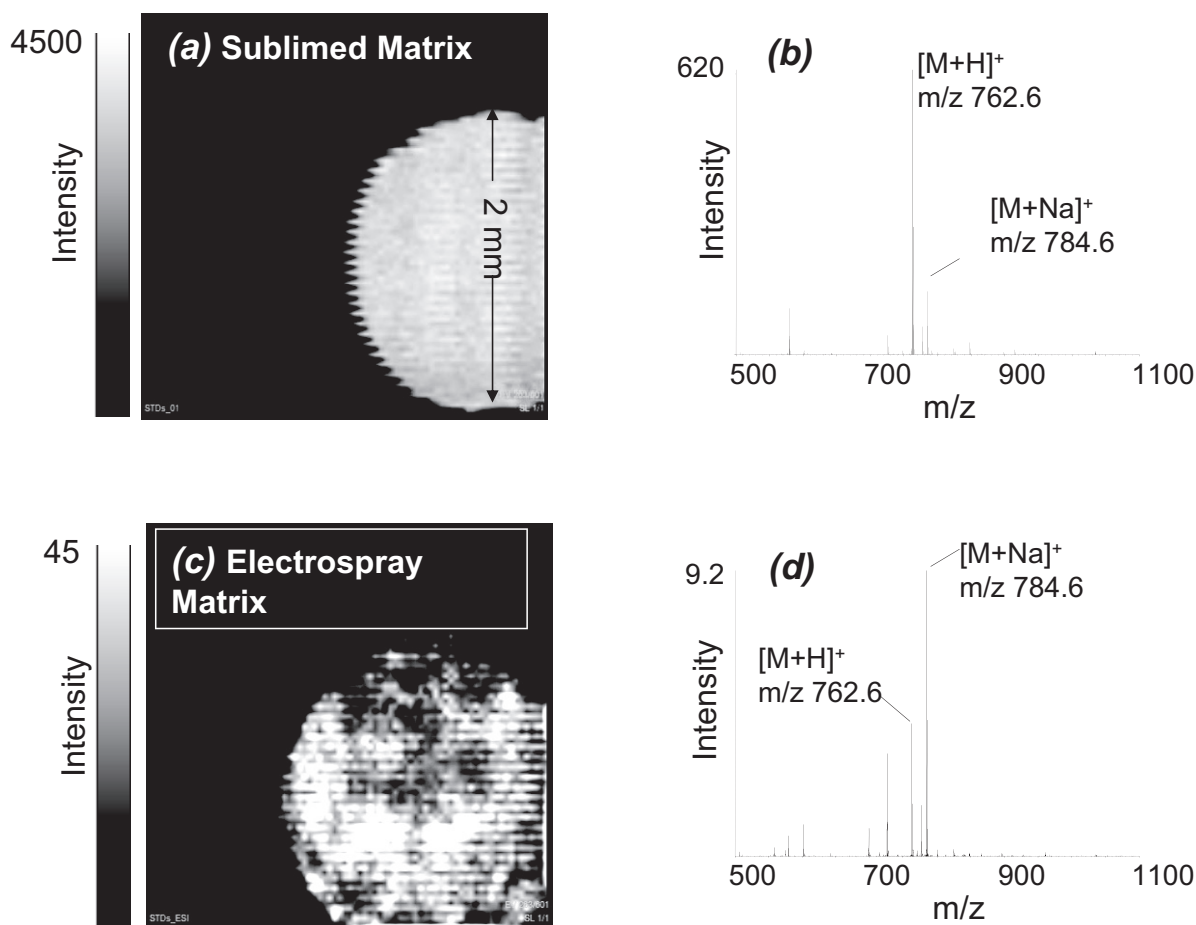 4500
Intensity
(a) Sublimed Matrix
2 mm
STDs_01
SL 1/1
(b)
620
Intensity
[M+H]⁺
m/z 762.6
[M+Na]⁺
m/z 784.6
500 700 900 1100
m/z
45
Intensity
(c) Electrospray
Matrix
STDs_ESI
SL 1/1
(d)
9.2
Intensity
[M+Na]⁺
m/z 784.6
[M+H]⁺
m/z 762.6
500 700 900 1100
m/z